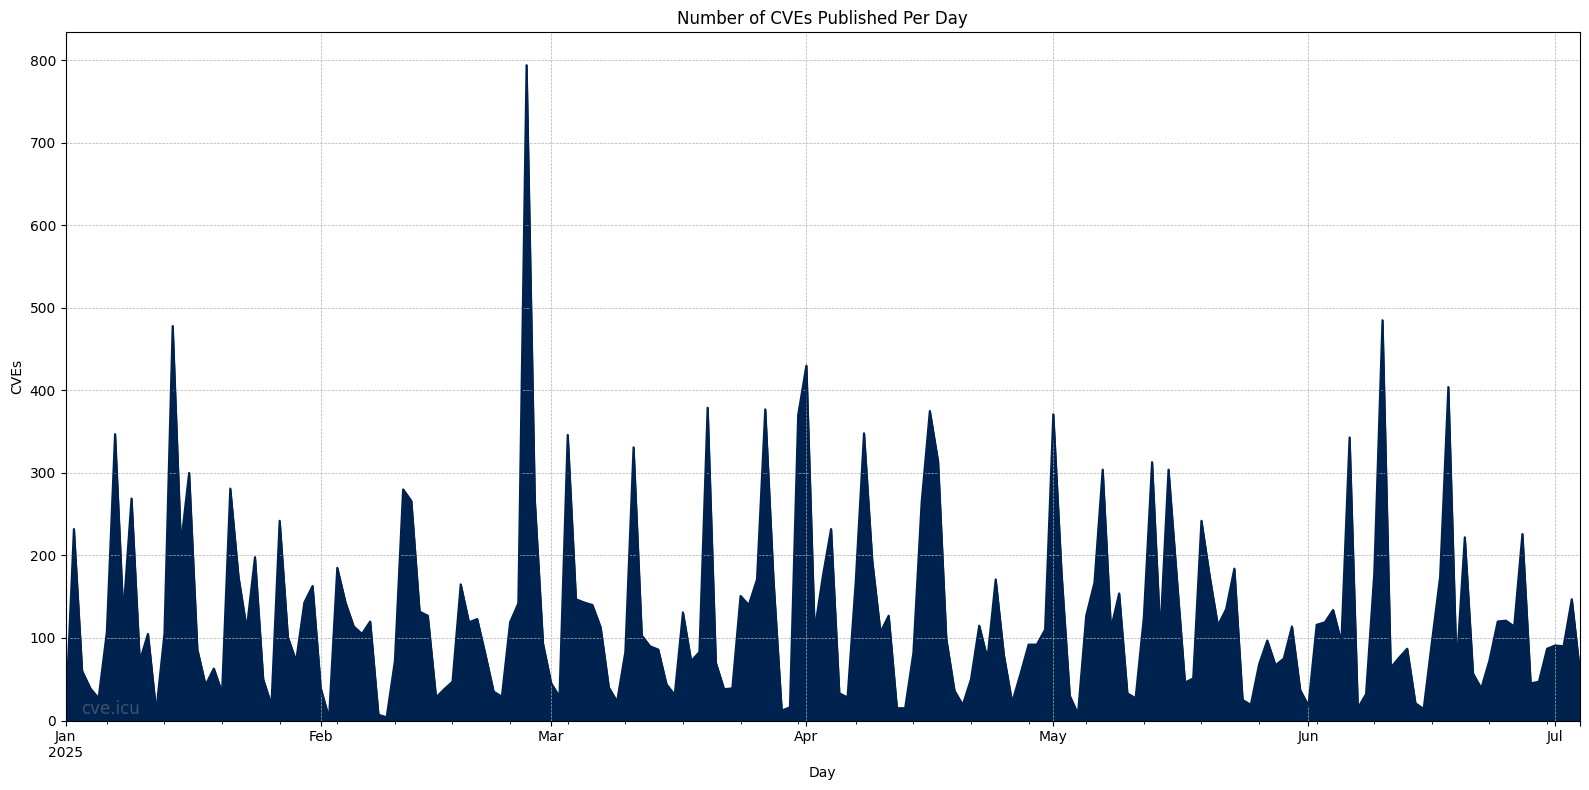 Number of CVEs Published Per Day
800
700
600
500
400
300
200
100
0
CVEs
cve.icu
Jan Feb Mar Apr May Jun Jul
2025
Day